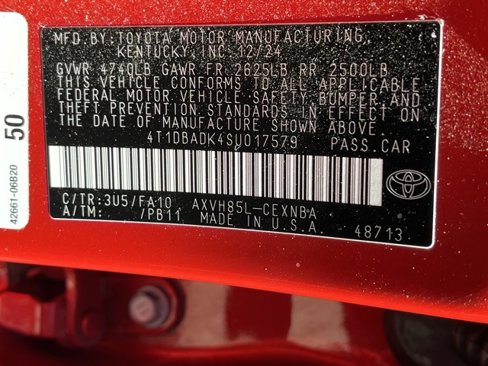 MFD. BY: TOYOTA MOTOR MANUFACTURING,
KENTUCKY, INC. 12/24
GVWR 4740LB GAWR FR 2625LB RR 2500LB
THIS VEHICLE CONFORMS TO ALL APPLICABLE
FEDERAL MOTOR VEHICLE SAFETY, BUMPER, AND
THEFT PREVENTION STANDARDS IN EFFECT ON
THE DATE OF MANUFACTURE SHOWN ABOVE.
4T1DBADK4SU017579 PASS.CAR
C/TR:3U5/FA10 AXVH85L-CEXNBA
A/TM: /PB11 MADE IN U.S.A.
48713
50
42661-06B20